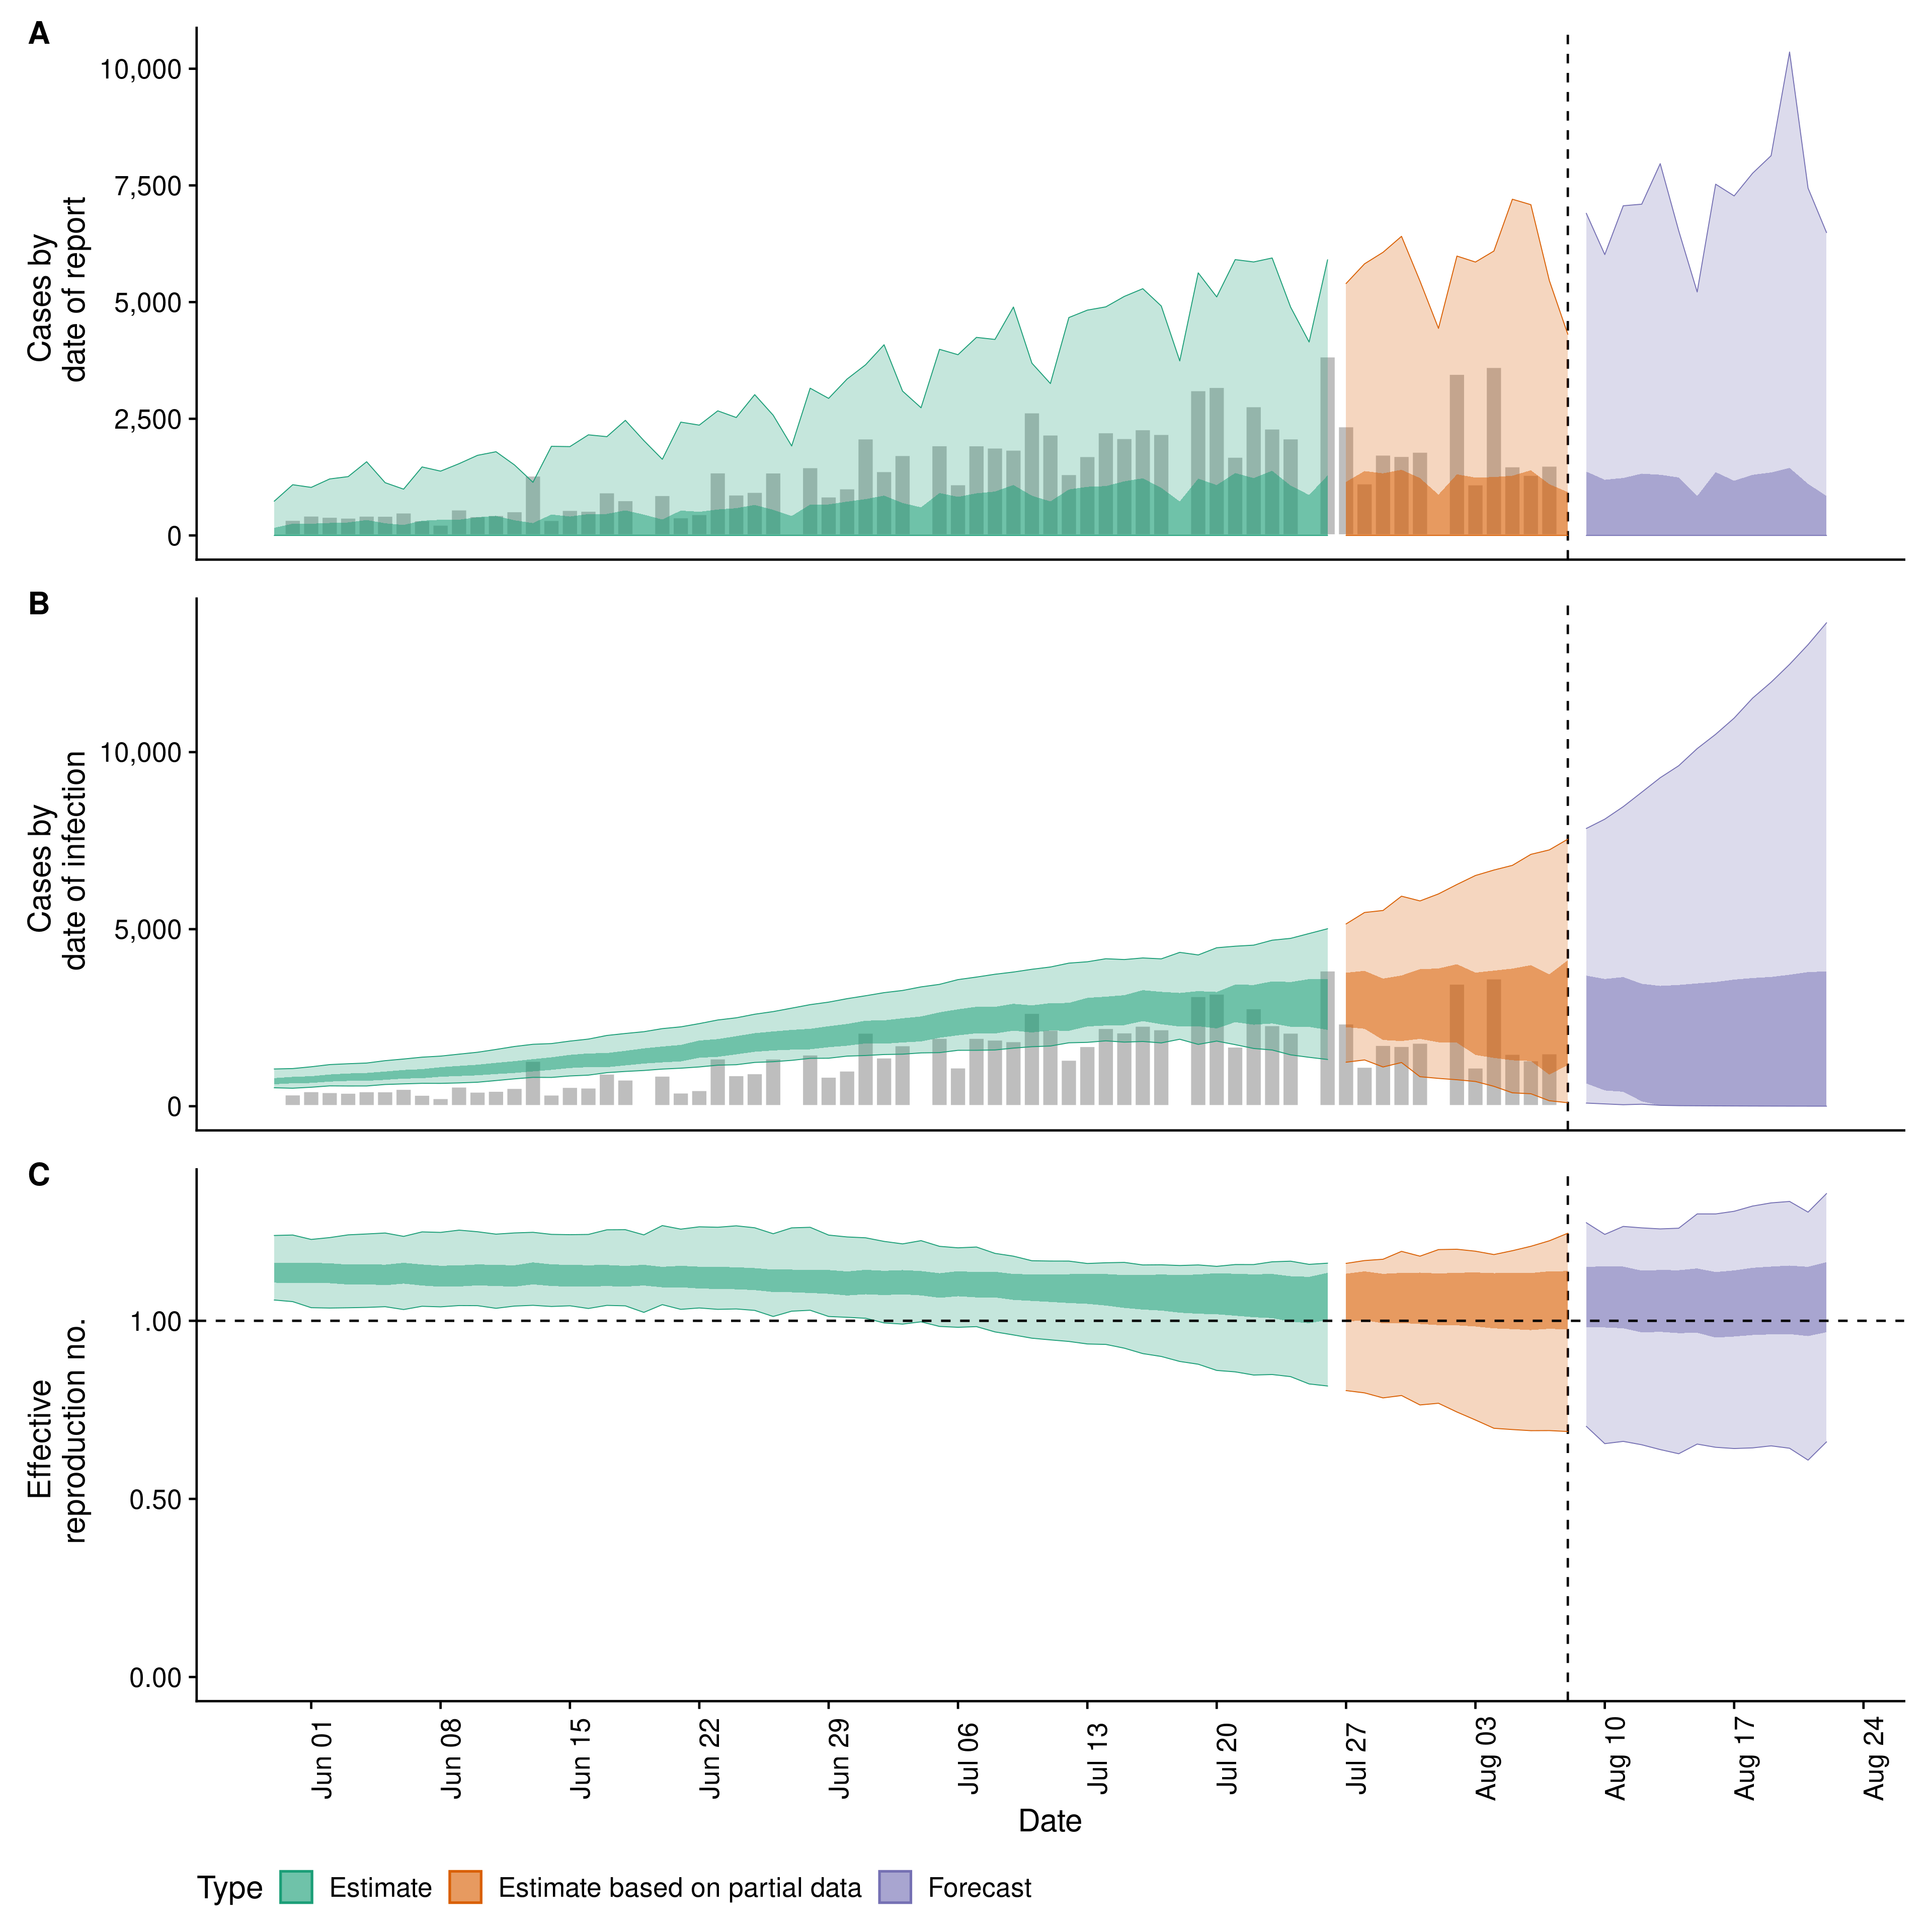 A
10,000
7,500
5,000
2,500
0
Cases by
date of report
B
10,000
5,000
0
Cases by
date of infection
C
1.00
0.50
0.00
Effective
reproduction no.
Jun 01
Jun 08
Jun 15
Jun 22
Jun 29
Jul 06
Jul 13
Jul 20
Jul 27
Aug 03
Aug 10
Aug 17
Aug 24
Date
Type Estimate Estimate based on partial data Forecast